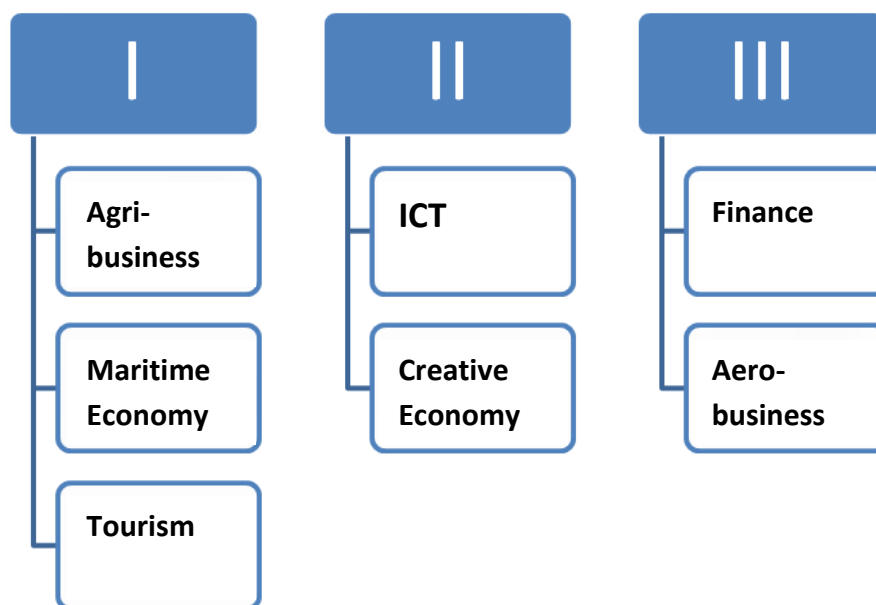 I
Agri-
business
Maritime
Economy
Tourism
II
ICT
Creative
Economy
III
Finance
Aero-
business